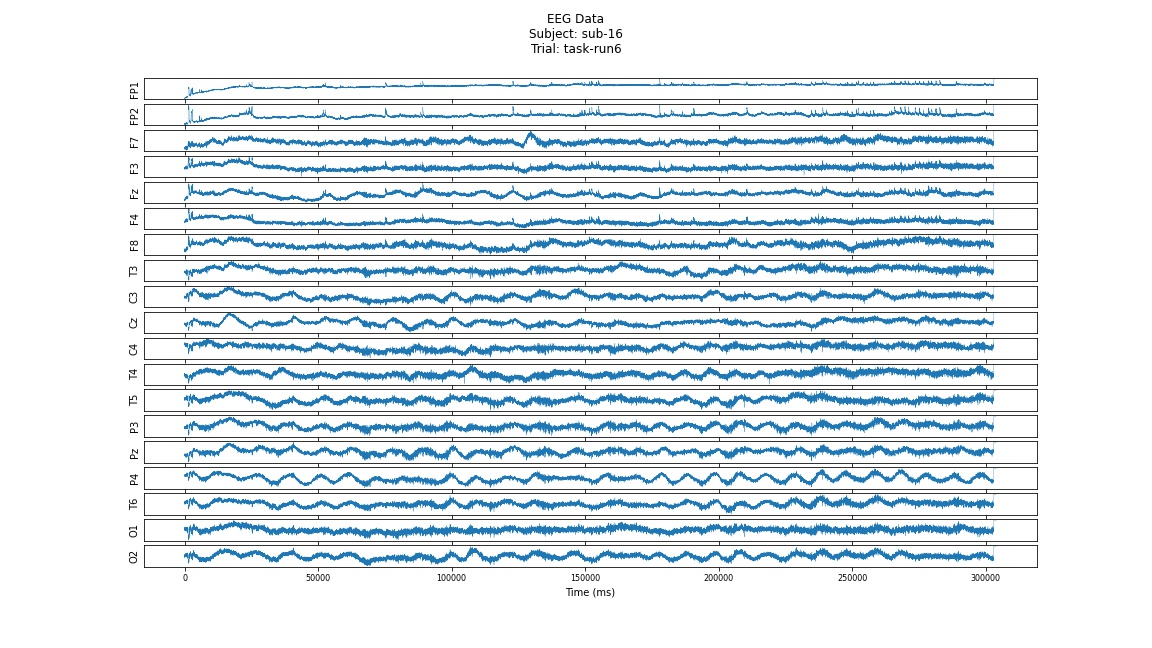 EEG Data
Subject: sub-16
Trial: task-run6
FP1
FP2
F7
F3
Fz
F4
F8
T3
C3
Cz
C4
T4
T5
P3
Pz
P4
T6
O1
O2
0 50000 100000 150000 200000 250000 300000
Time (ms)